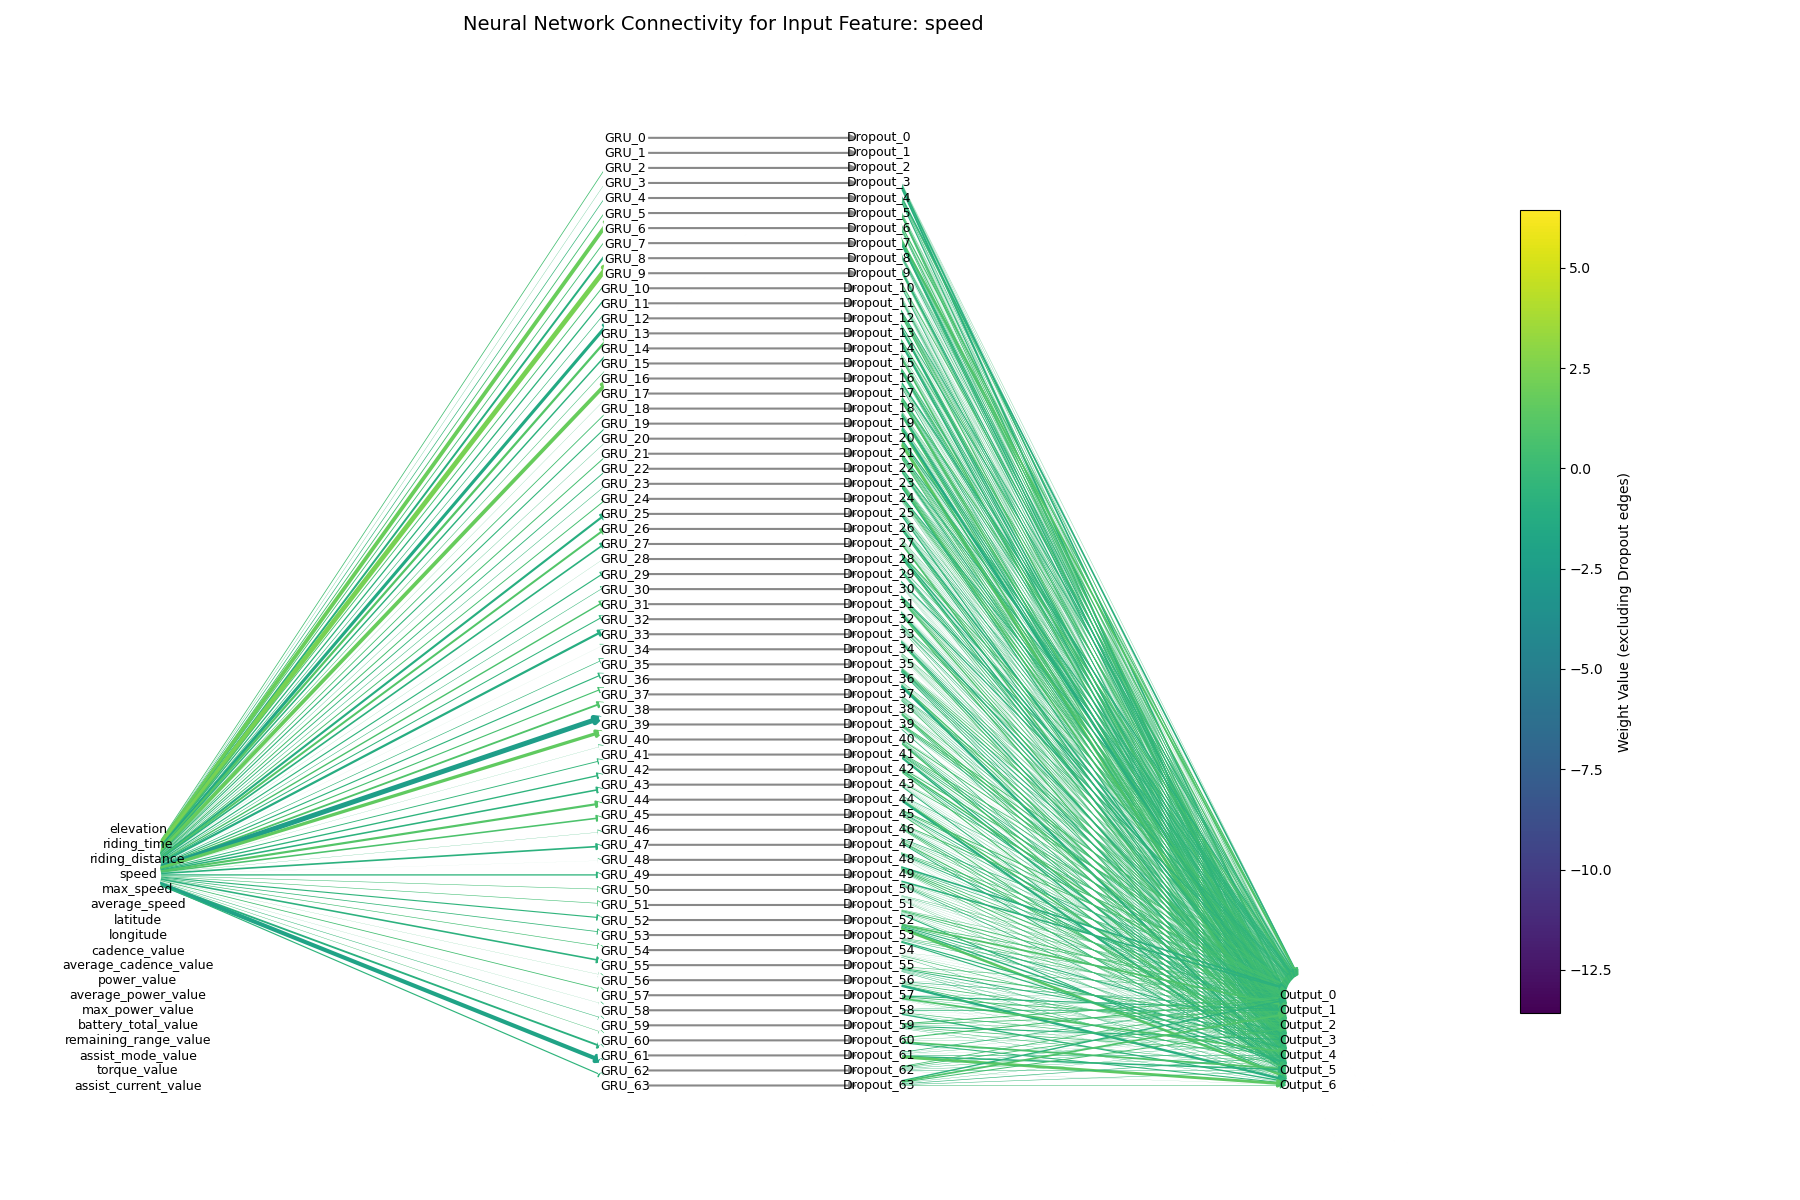 Neural Network Connectivity for Input Feature: speed
elevation
riding_time
riding_distance
speed
max_speed
average_speed
latitude
longitude
cadence_value
average_cadence_value
power_value
average_power_value
max_power_value
battery_total_value
remaining_range_value
assist_mode_value
torque_value
assist_current_value
GRU_0
GRU_1
GRU_2
GRU_3
GRU_4
GRU_5
GRU_6
GRU_7
GRU_8
GRU_9
GRU_10
GRU_11
GRU_12
GRU_13
GRU_14
GRU_15
GRU_16
GRU_17
GRU_18
GRU_19
GRU_20
GRU_21
GRU_22
GRU_23
GRU_24
GRU_25
GRU_26
GRU_27
GRU_28
GRU_29
GRU_30
GRU_31
GRU_32
GRU_33
GRU_34
GRU_35
GRU_36
GRU_37
GRU_38
GRU_39
GRU_40
GRU_41
GRU_42
GRU_43
GRU_44
GRU_45
GRU_46
GRU_47
GRU_48
GRU_49
GRU_50
GRU_51
GRU_52
GRU_53
GRU_54
GRU_55
GRU_56
GRU_57
GRU_58
GRU_59
GRU_60
GRU_61
GRU_62
GRU_63
Dropout_0
Dropout_1
Dropout_2
Dropout_3
Dropout_4
Dropout_5
Dropout_6
Dropout_7
Dropout_8
Dropout_9
Dropout_10
Dropout_11
Dropout_12
Dropout_13
Dropout_14
Dropout_15
Dropout_16
Dropout_17
Dropout_18
Dropout_19
Dropout_20
Dropout_21
Dropout_22
Dropout_23
Dropout_24
Dropout_25
Dropout_26
Dropout_27
Dropout_28
Dropout_29
Dropout_30
Dropout_31
Dropout_32
Dropout_33
Dropout_34
Dropout_35
Dropout_36
Dropout_37
Dropout_38
Dropout_39
Dropout_40
Dropout_41
Dropout_42
Dropout_43
Dropout_44
Dropout_45
Dropout_46
Dropout_47
Dropout_48
Dropout_49
Dropout_50
Dropout_51
Dropout_52
Dropout_53
Dropout_54
Dropout_55
Dropout_56
Dropout_57
Dropout_58
Dropout_59
Dropout_60
Dropout_61
Dropout_62
Dropout_63
Output_0
Output_1
Output_2
Output_3
Output_4
Output_5
Output_6
5.0
2.5
0.0
−2.5
−5.0
−7.5
−10.0
−12.5
Weight Value (excluding Dropout edges)